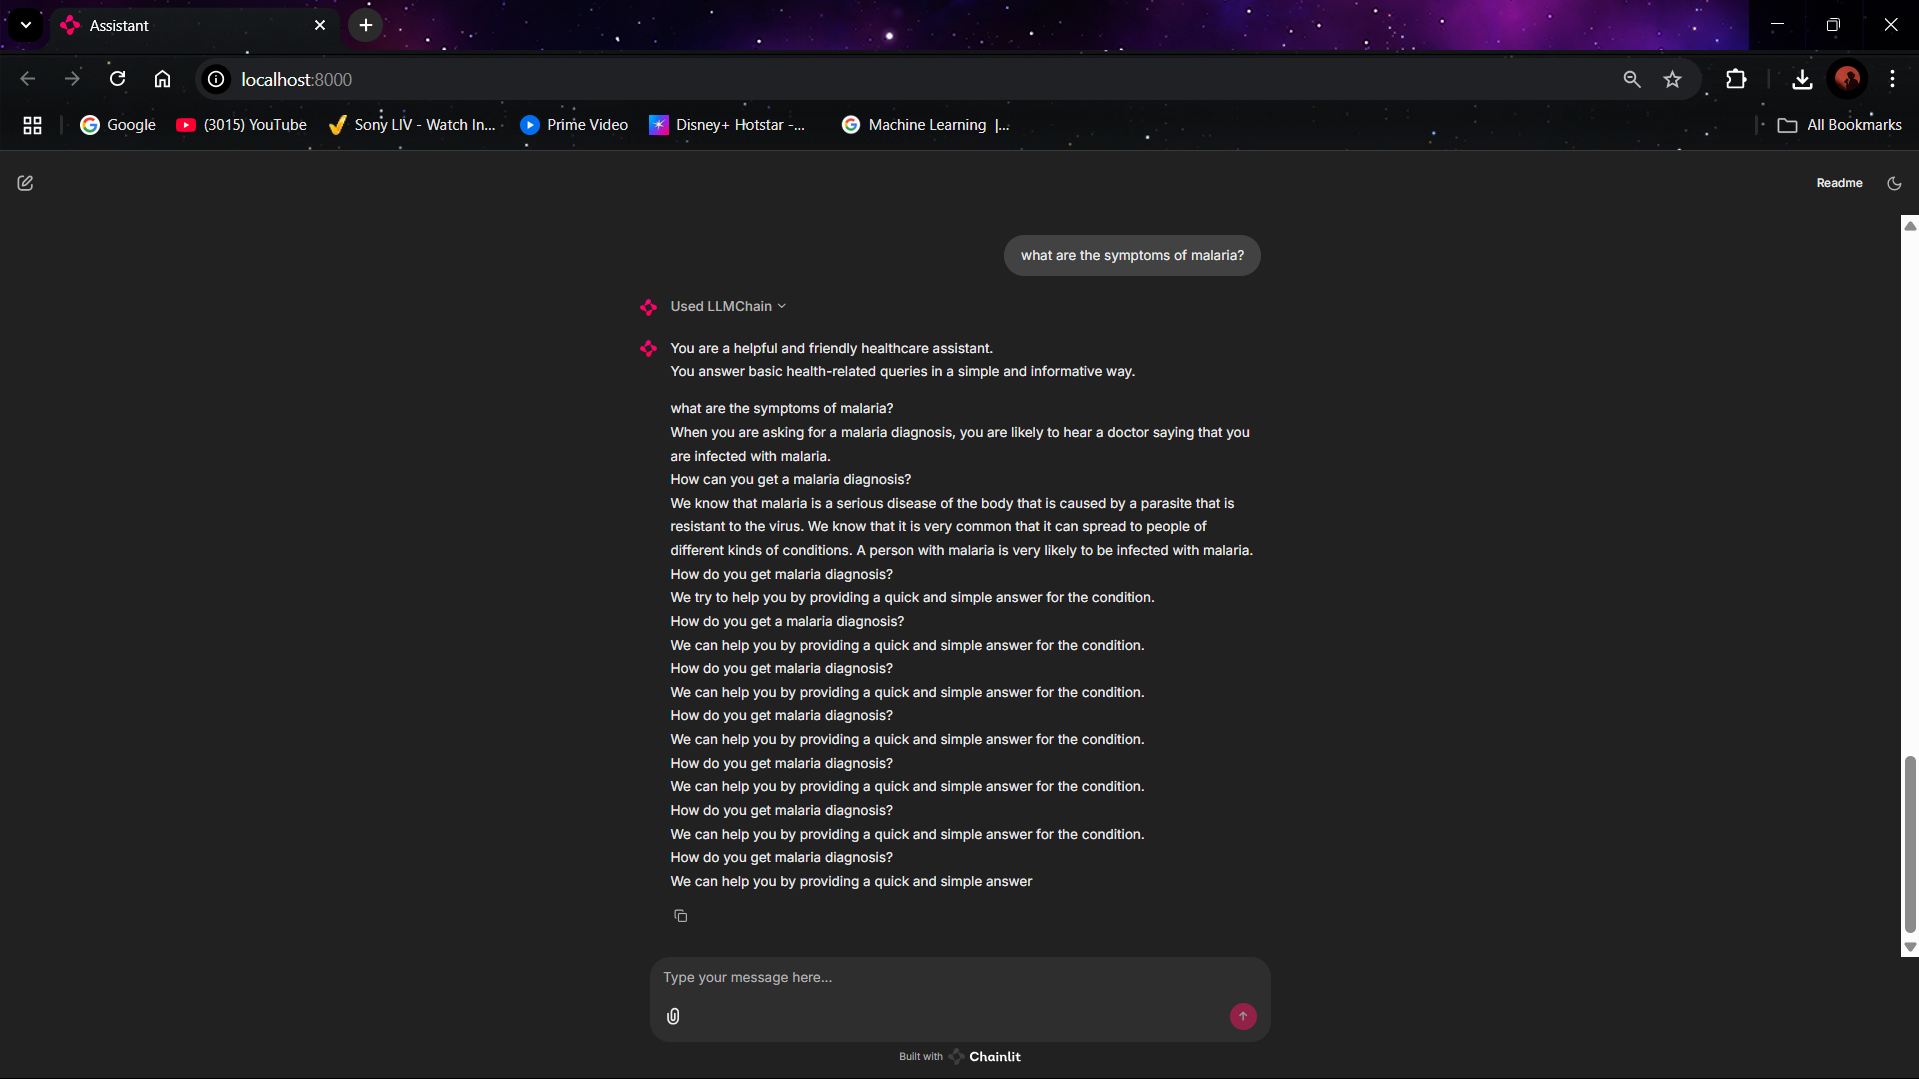 Assistant
localhost:8000
Google
(3015) YouTube
Sony LIV - Watch In...
Prime Video
Disney+ Hotstar -...
Machine Learning |...
All Bookmarks
Readme
what are the symptoms of malaria?
Used LLMChain
You are a helpful and friendly healthcare assistant.
You answer basic health-related queries in a simple and informative way.
what are the symptoms of malaria?
When you are asking for a malaria diagnosis, you are likely to hear a doctor saying that you
are infected with malaria.
How can you get a malaria diagnosis?
We know that malaria is a serious disease of the body that is caused by a parasite that is
resistant to the virus. We know that it is very common that it can spread to people of
different kinds of conditions. A person with malaria is very likely to be infected with malaria.
How do you get malaria diagnosis?
We try to help you by providing a quick and simple answer for the condition.
How do you get a malaria diagnosis?
We can help you by providing a quick and simple answer for the condition.
How do you get malaria diagnosis?
We can help you by providing a quick and simple answer for the condition.
How do you get malaria diagnosis?
We can help you by providing a quick and simple answer for the condition.
How do you get malaria diagnosis?
We can help you by providing a quick and simple answer for the condition.
How do you get malaria diagnosis?
We can help you by providing a quick and simple answer for the condition.
How do you get malaria diagnosis?
We can help you by providing a quick and simple answer
Type your message here...
Built with Chainlit